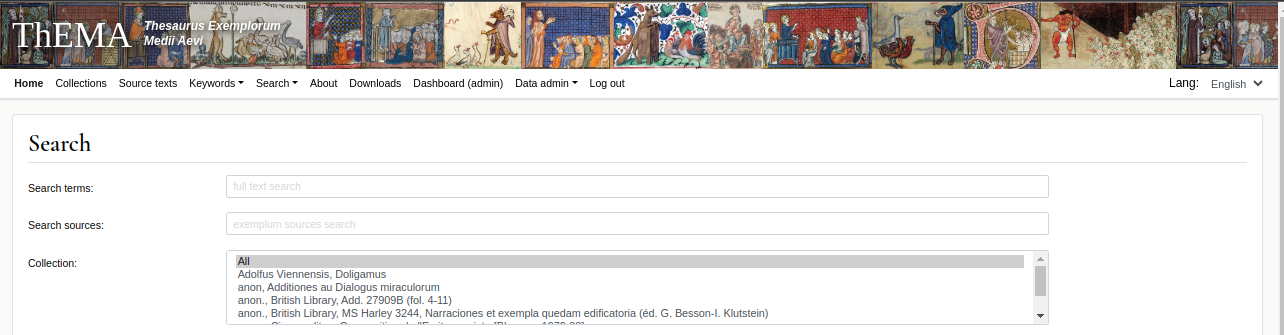 ThEMA
Thesaurus Exemplorum
Medii Aevi
Home Collections Source texts Keywords Search About Downloads Dashboard (admin) Data admin Log out Lang: English
Search
Search terms: full text search
Search sources: exemplum sources search
Collection: All
Adolfus Viennensis, Doligamus
anon, Additiones au Dialogus miraculorum
anon., British Library, Add. 27909B (fol. 4-11)
anon., British Library, MS Harley 3244, Narraciones et exempla quedam edificatoria (éd. G. Besson-I. Klutstein)